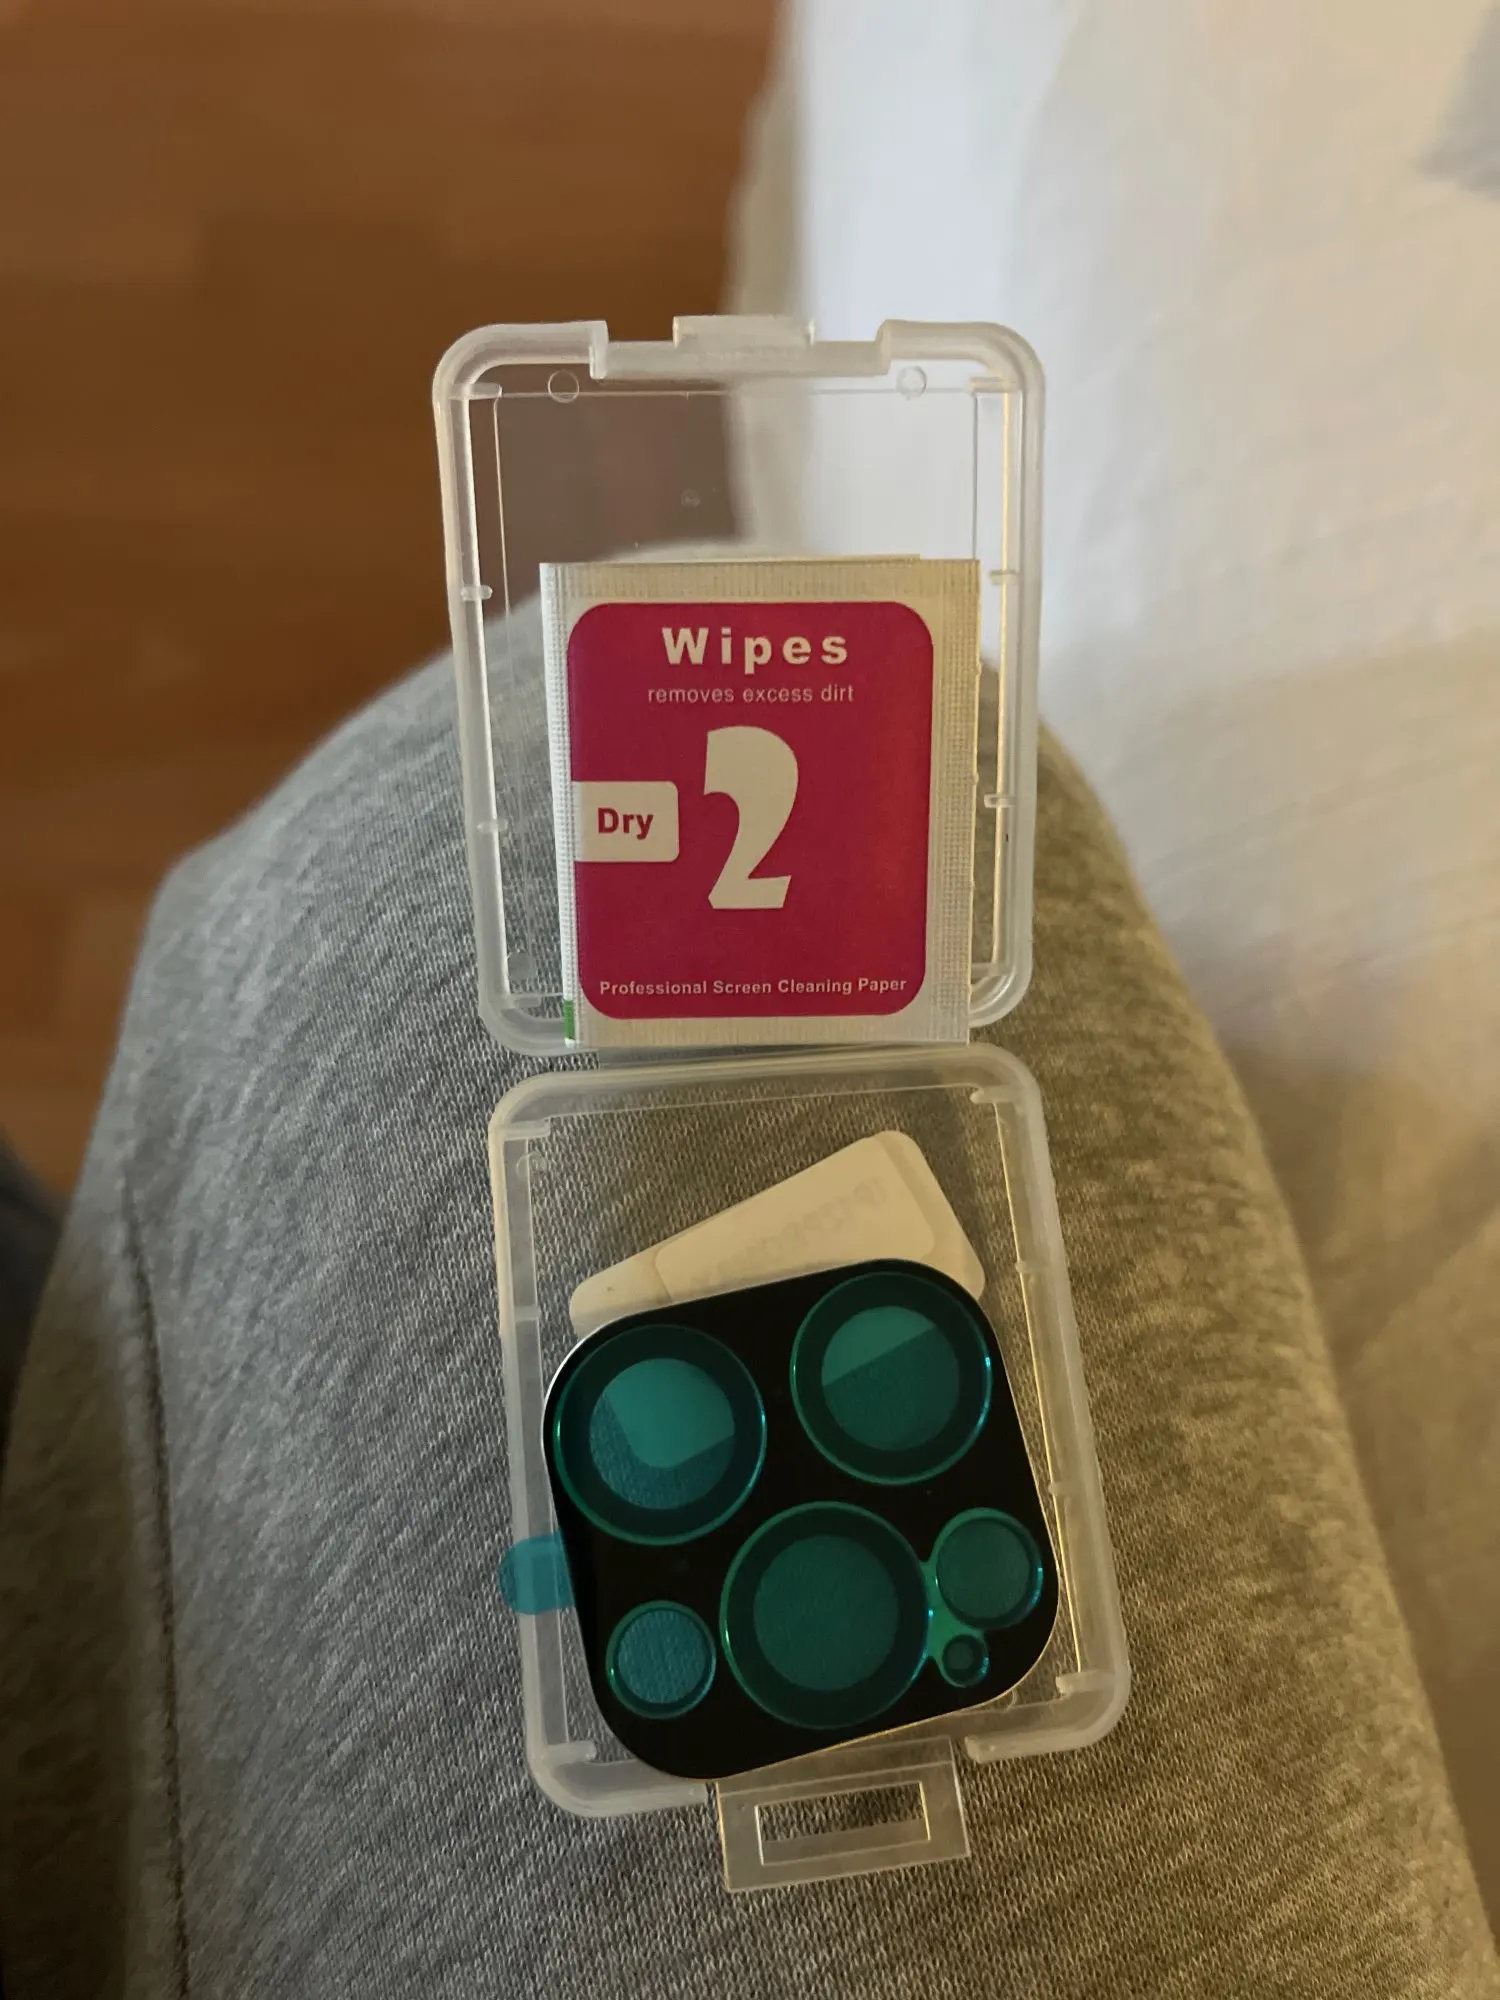 Wipes
removes excess dirt
2
Dry
Professional Screen Cleaning Paper